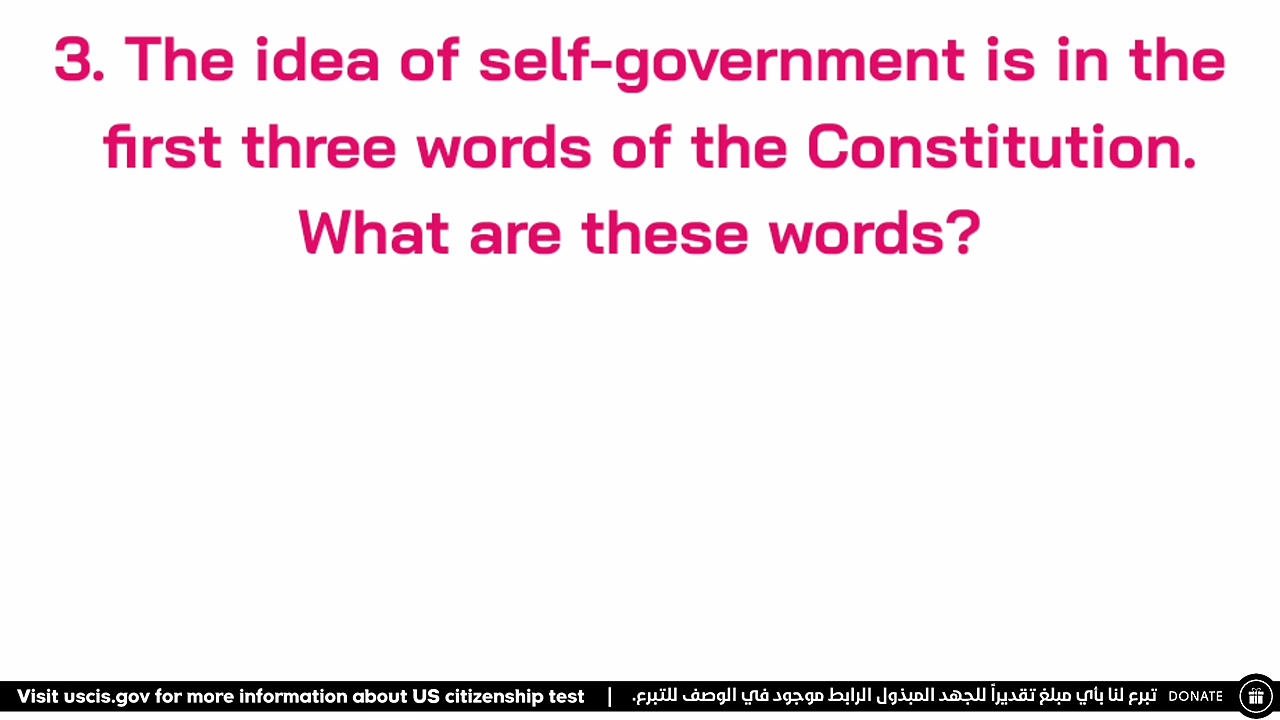 3. The idea of self-government is in the
first three words of the Constitution.
What are these words?
Visit uscis.gov for more information about US citizenship test | تبرع لنا بأي مبلغ تقديراً للجهد المبذول الرابط موجود في الوصف للتبرع. DONATE